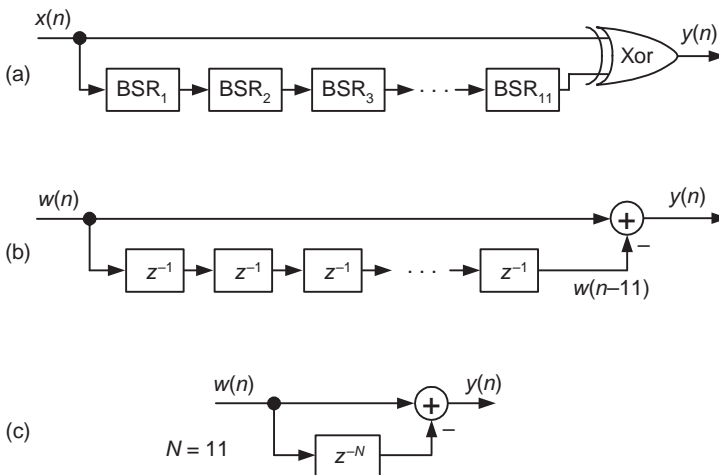 x(n)
y(n)
Xor
(a)
BSR₁ BSR₂ BSR₃ · · · BSR₁₁
w(n)
y(n)
+
–
(b)
z⁻¹ z⁻¹ z⁻¹ · · · z⁻¹
w(n–11)
w(n)
y(n)
+
–
(c)
N = 11
z⁻ᴺ